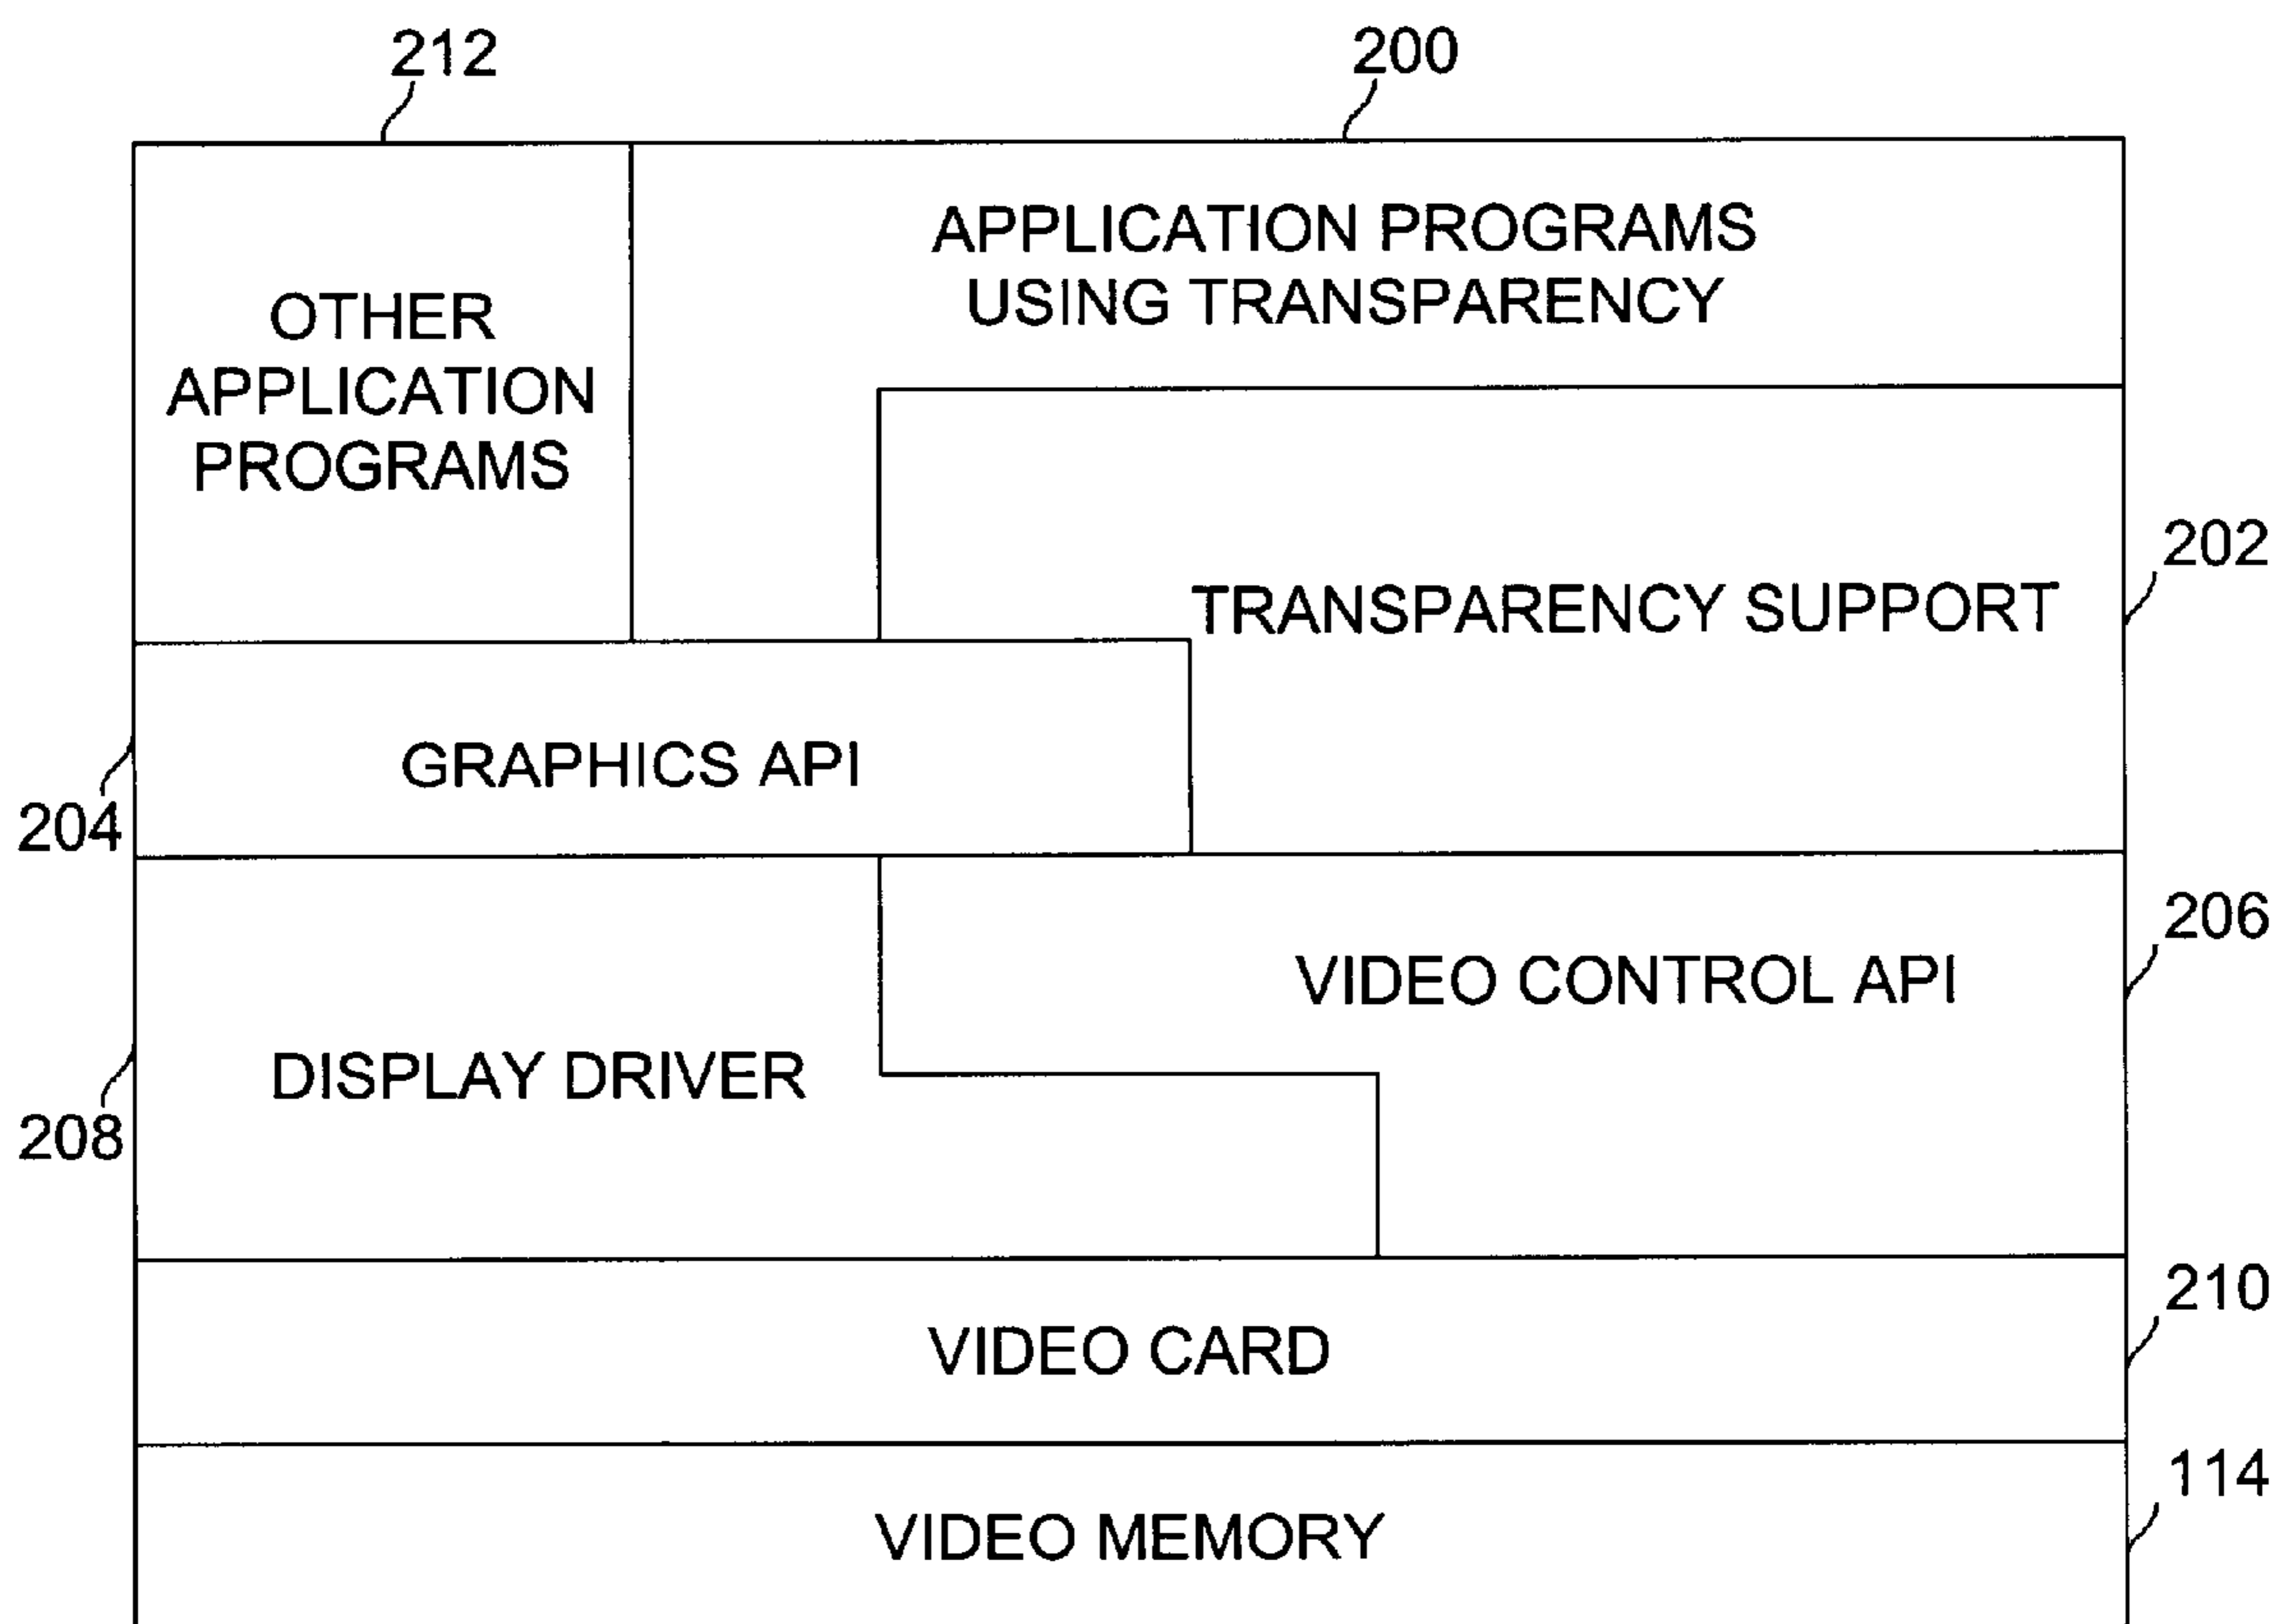 212
200
APPLICATION PROGRAMS
USING TRANSPARENCY
OTHER
APPLICATION
PROGRAMS
202
TRANSPARENCY SUPPORT
GRAPHICS API
204
206
VIDEO CONTROL API
DISPLAY DRIVER
208
210
VIDEO CARD
114
VIDEO MEMORY